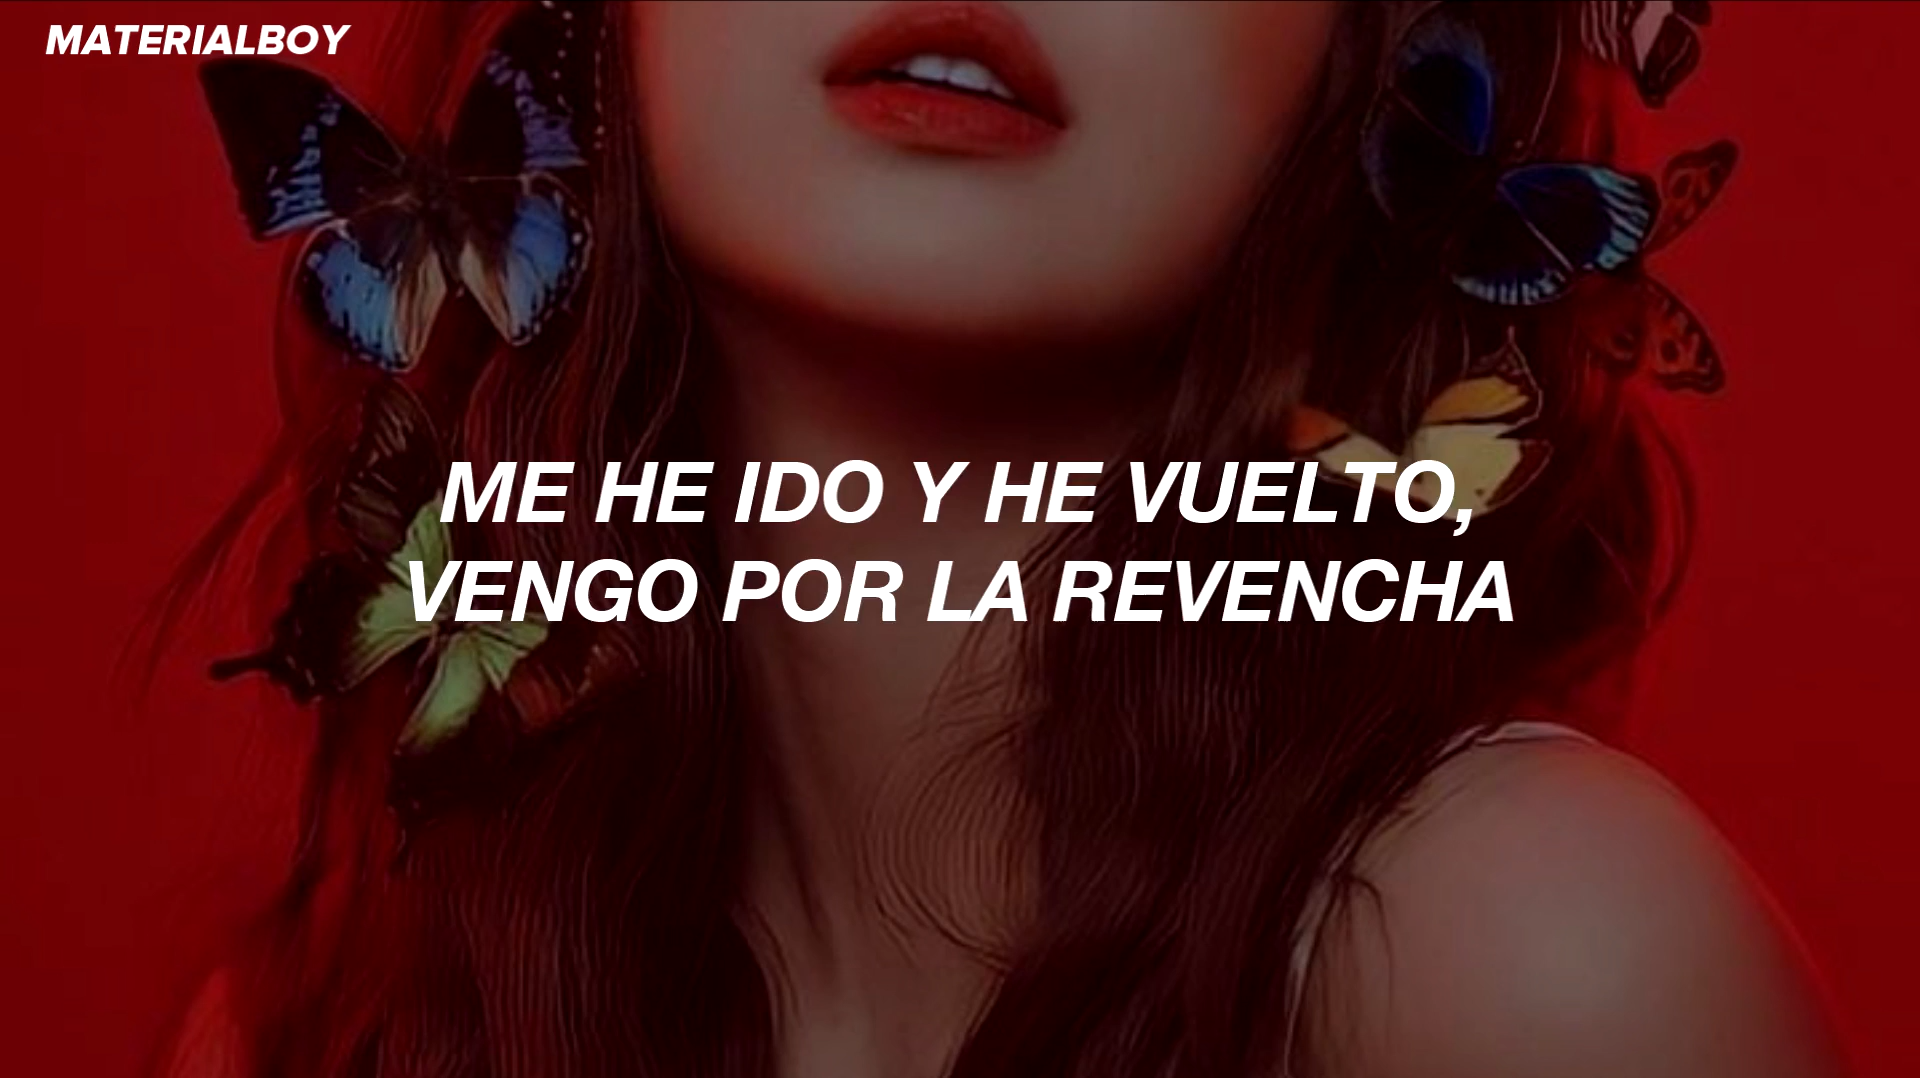 MATERIALBOY
ME HE IDO Y HE VUELTO,
VENGO POR LA REVENCHA